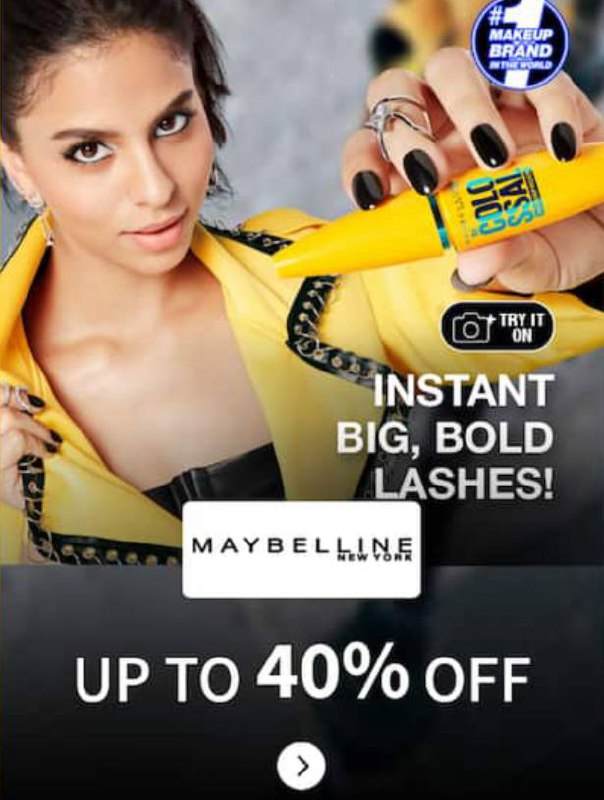 #1
MAKEUP
BRAND
IN THE WORLD
COLO
SSAL
TRY IT
ON
INSTANT
BIG, BOLD
LASHES!
MAYBELLINE
NEW YORK
UP TO 40% OFF